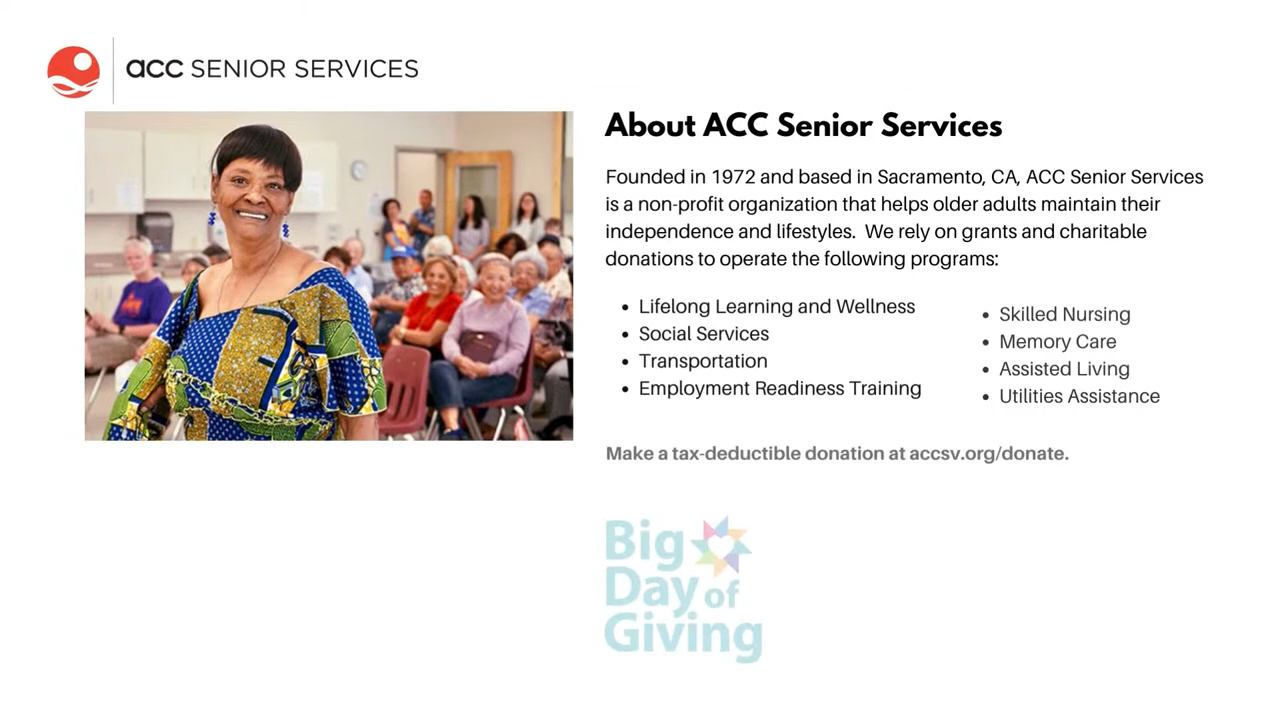 acc SENIOR SERVICES
About ACC Senior Services
Founded in 1972 and based in Sacramento, CA, ACC Senior Services
is a non-profit organization that helps older adults maintain their
independence and lifestyles.  We rely on grants and charitable
donations to operate the following programs:
• Lifelong Learning and Wellness
• Social Services
• Transportation
• Employment Readiness Training
• Skilled Nursing
• Memory Care
• Assisted Living
• Utilities Assistance
Make a tax-deductible donation at accsv.org/donate.
Big
Day of
Giving